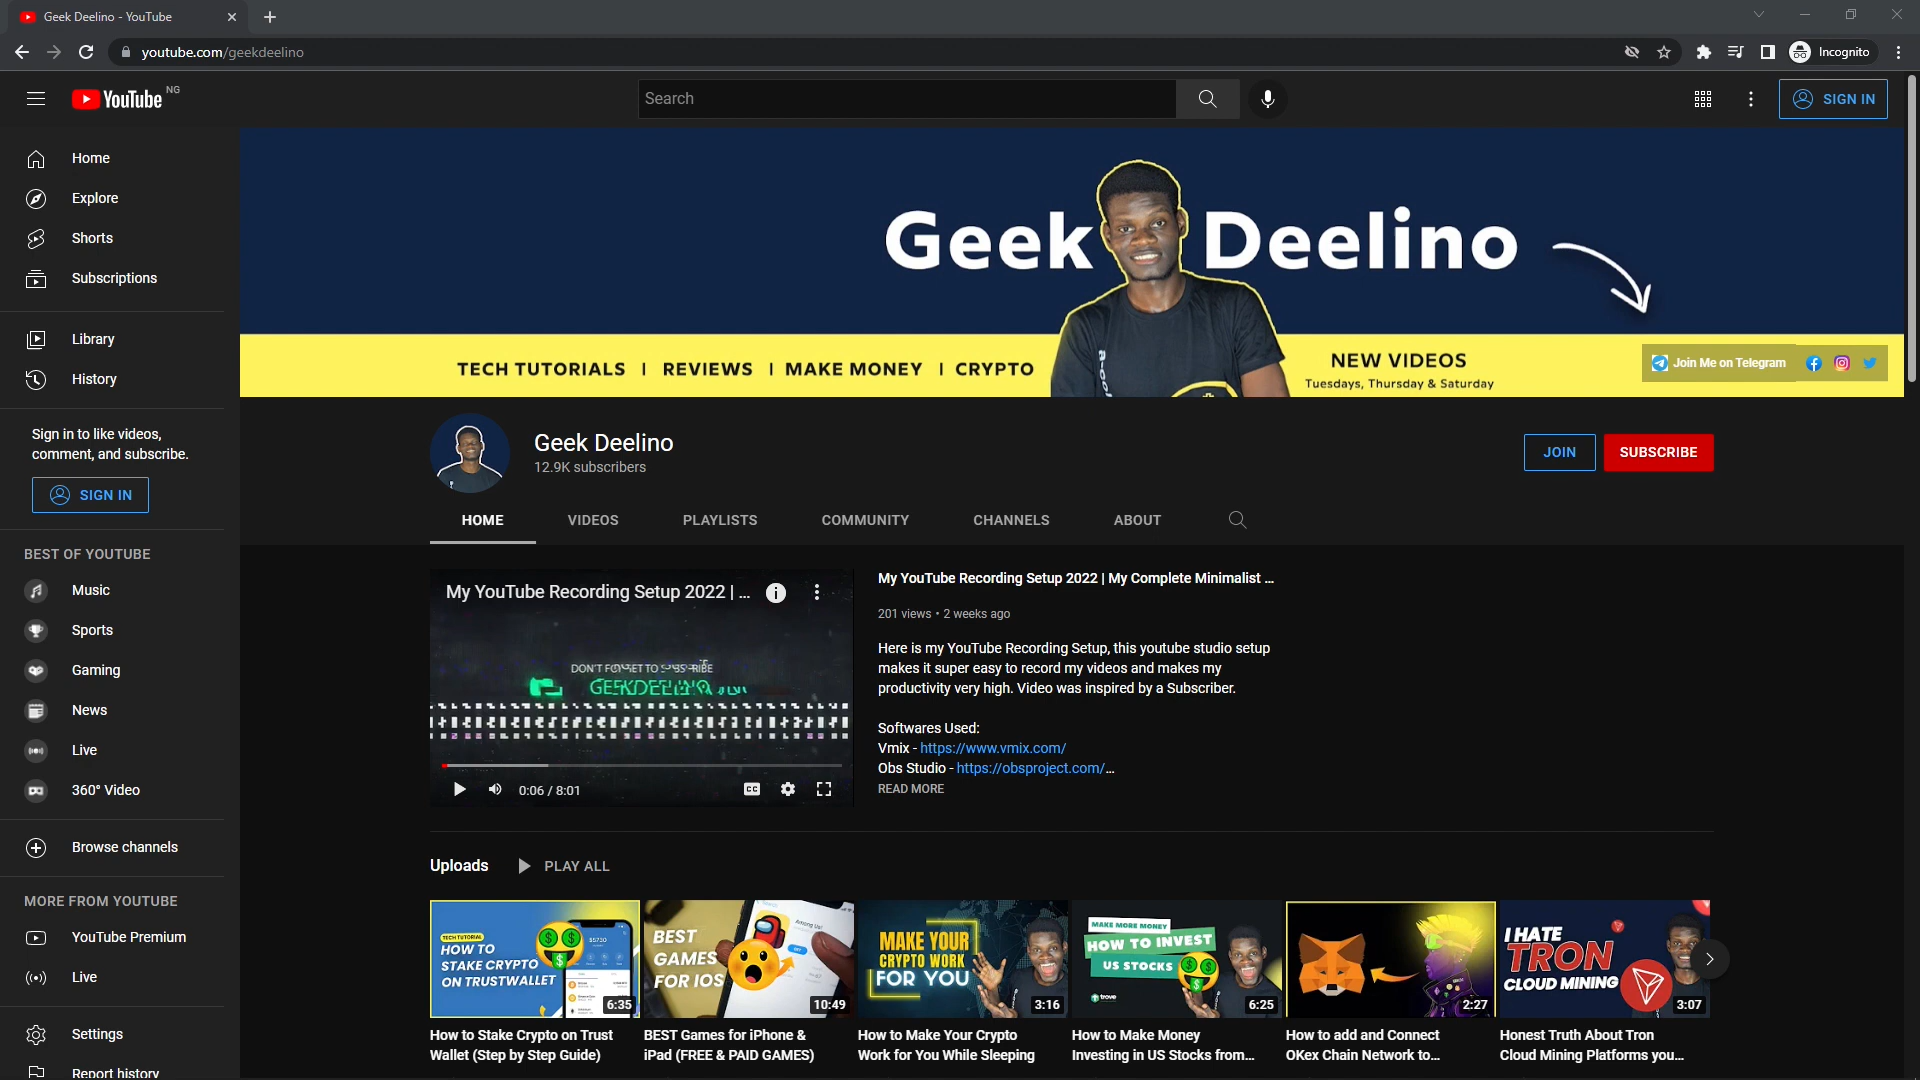 Geek Deelino - YouTube
youtube.com/geekdeelino
Incognito
YouTube NG
Search
SIGN IN
Home
Explore
Shorts
Subscriptions
Library
History
Sign in to like videos,
comment, and subscribe.
SIGN IN
BEST OF YOUTUBE
Music
Sports
Gaming
News
Live
360° Video
Browse channels
MORE FROM YOUTUBE
YouTube Premium
Live
Settings
Report history
Geek Deelino
TECH TUTORIALS | REVIEWS | MAKE MONEY | CRYPTO
NEW VIDEOS
Tuesdays, Thursday & Saturday
Join Me on Telegram
Geek Deelino
12.9K subscribers
JOIN
SUBSCRIBE
HOME
VIDEOS
PLAYLISTS
COMMUNITY
CHANNELS
ABOUT
My YouTube Recording Setup 2022 | ...
DON'T FORGET TO SUBSCRIBE
0:06 / 8:01
CC
My YouTube Recording Setup 2022 | My Complete Minimalist ...
201 views • 2 weeks ago
Here is my YouTube Recording Setup, this youtube studio setup
makes it super easy to record my videos and makes my
productivity very high. Video was inspired by a Subscriber.
Softwares Used:
Vmix - https://www.vmix.com/
Obs Studio - https://obsproject.com/...
READ MORE
Uploads
PLAY ALL
TECH TUTORIAL
HOW TO
STAKE CRYPTO
ON TRUSTWALLET
6:35
How to Stake Crypto on Trust
Wallet (Step by Step Guide)
BEST
GAMES
FOR IOS
10:49
BEST Games for iPhone &
iPad (FREE & PAID GAMES)
MAKE YOUR
CRYPTO WORK
FOR YOU
3:16
How to Make Your Crypto
Work for You While Sleeping
MAKE MORE MONEY
HOW TO INVEST
US STOCKS
trove
6:25
How to Make Money
Investing in US Stocks from...
2:27
How to add and Connect
OKex Chain Network to...
I HATE
TRON
CLOUD MINING
3:07
Honest Truth About Tron
Cloud Mining Platforms you...